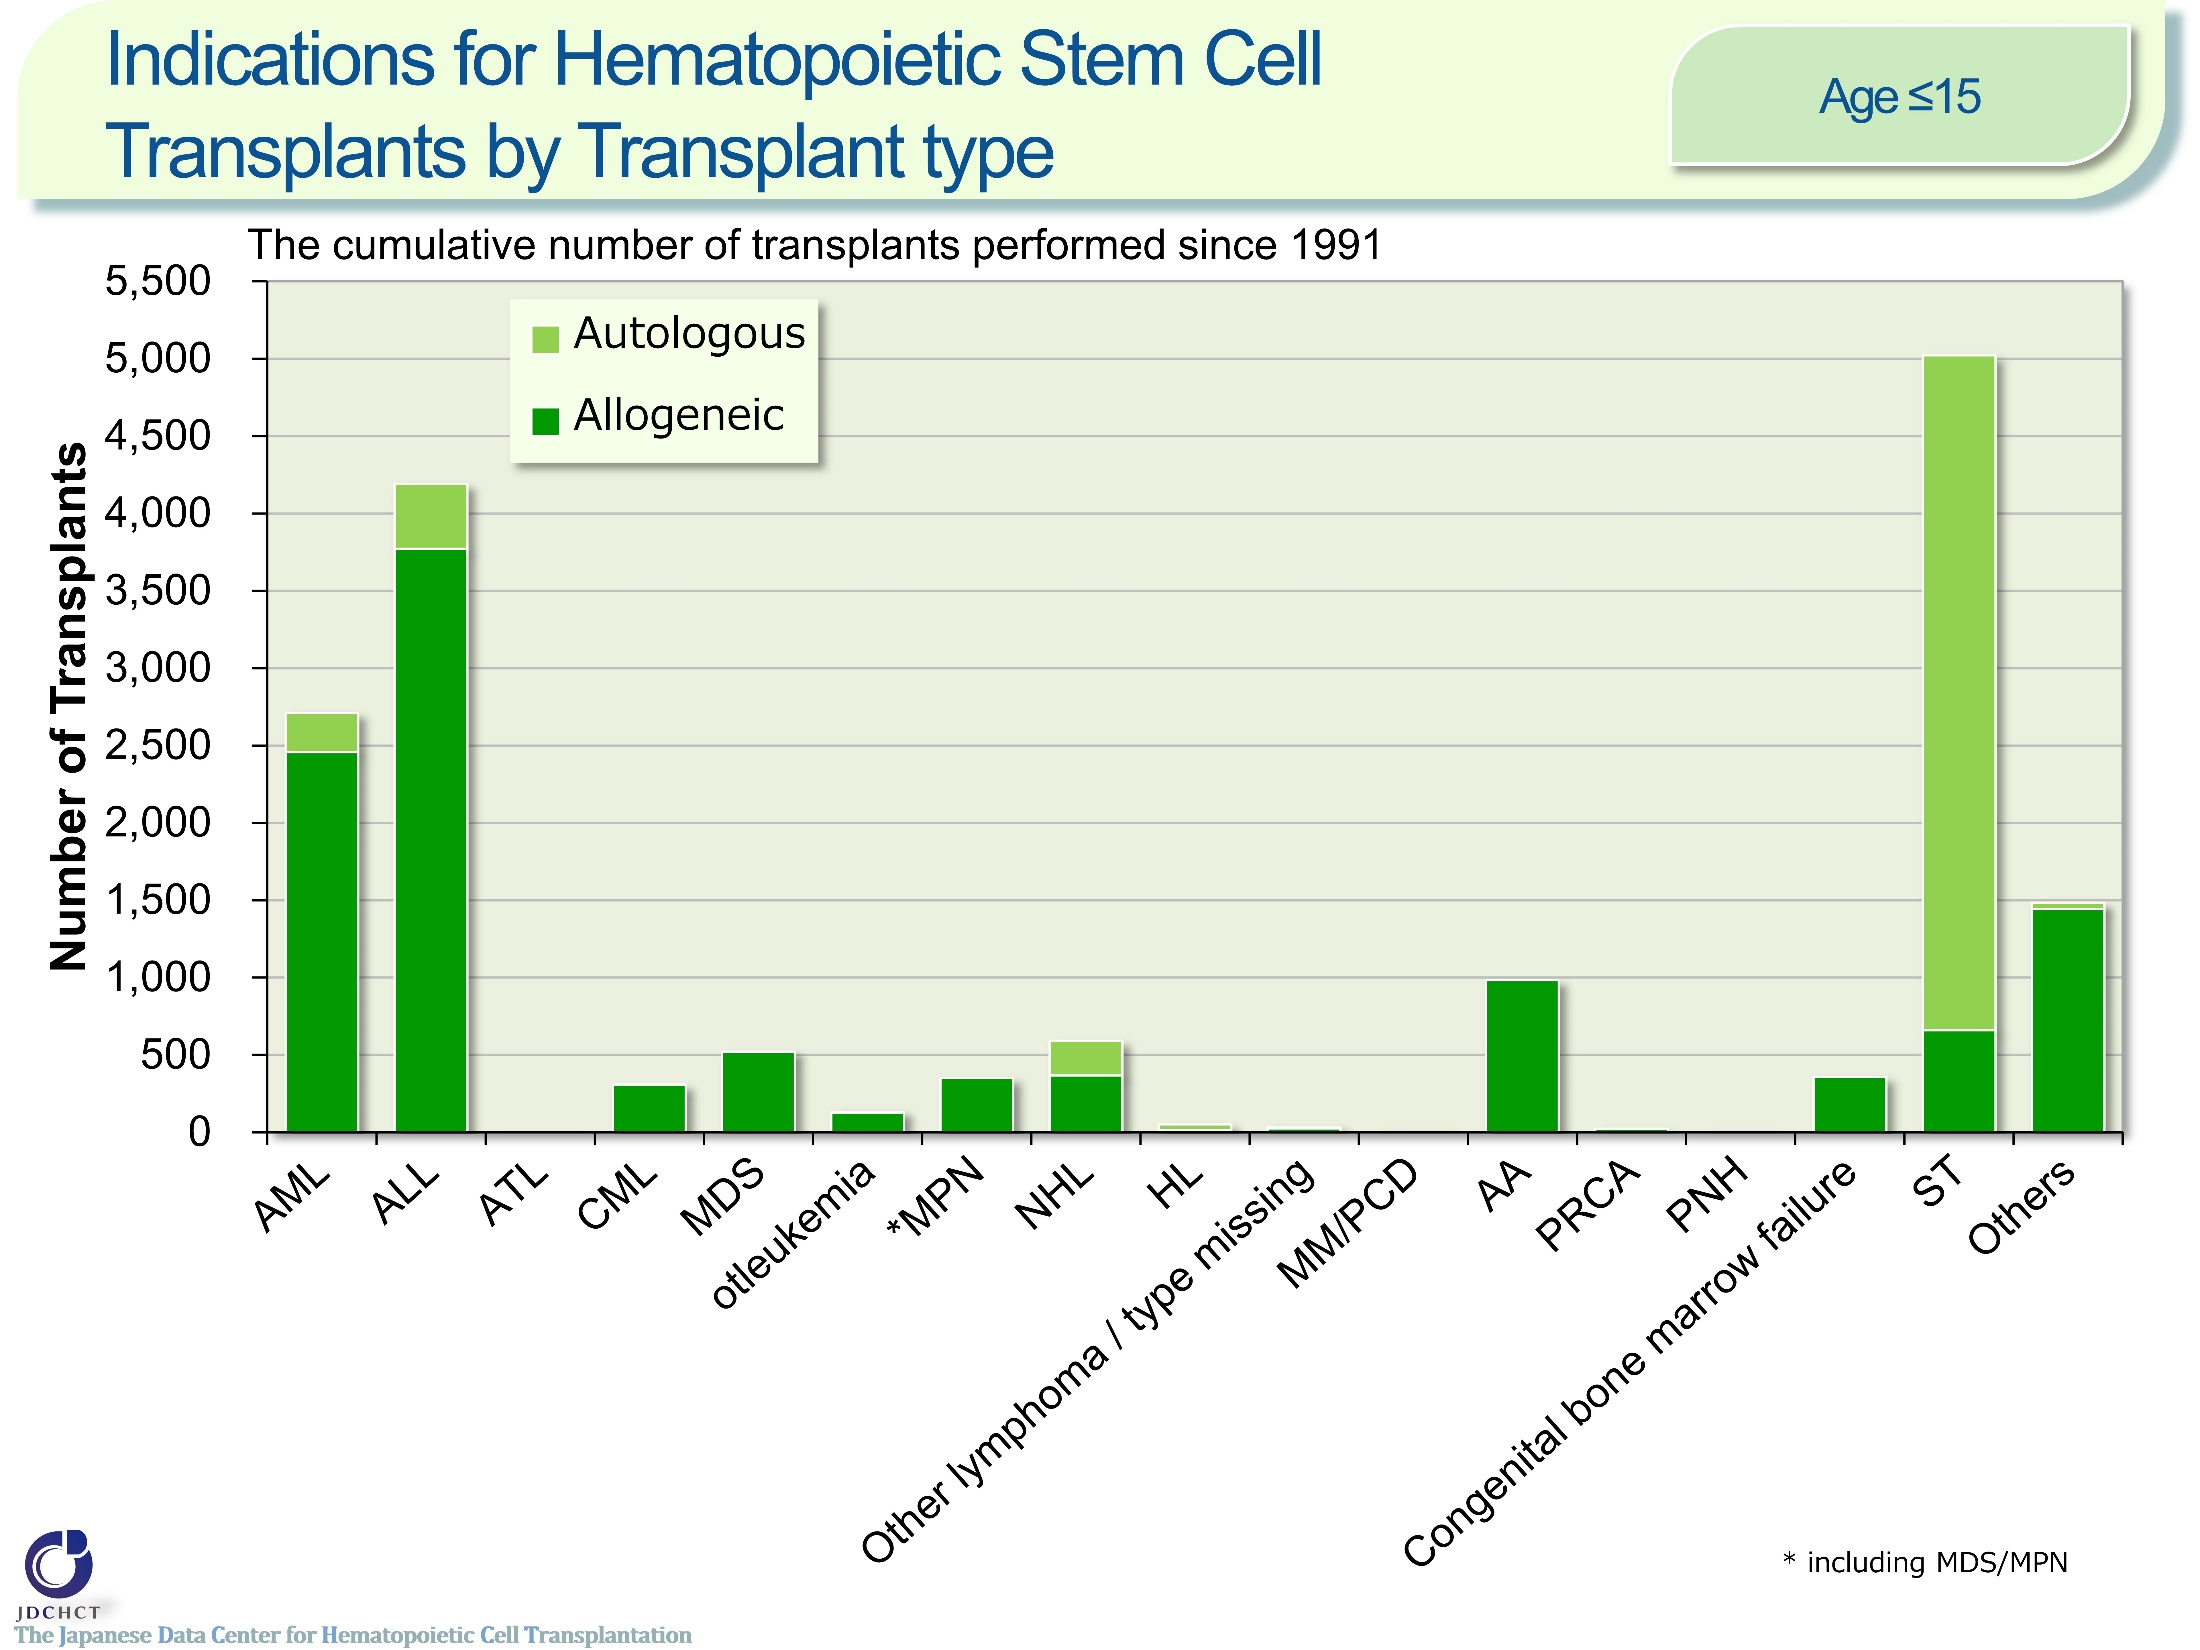 Indications for Hematopoietic Stem Cell
Transplants by Transplant type
Age ≤15
The cumulative number of transplants performed since 1991
Number of Transplants
5,500
5,000
4,500
4,000
3,500
3,000
2,500
2,000
1,500
1,000
500
0
Autologous
Allogeneic
AML
ALL
ATL
CML
MDS
otleukemia
*MPN
NHL
HL
Other lymphoma / type missing
MM/PCD
AA
PRCA
PNH
Congenital bone marrow failure
ST
Others
* including MDS/MPN
JDCHCT
The Japanese Data Center for Hematopoietic Cell Transplantation